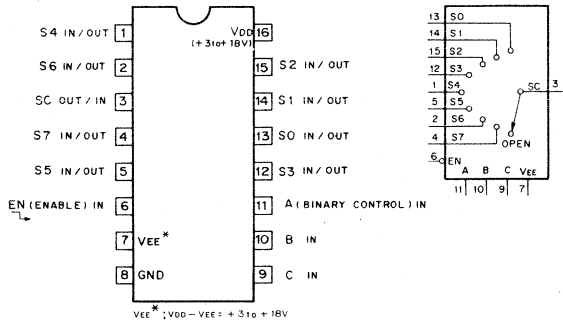 S4 IN/OUT 1
S6 IN/OUT 2
SC OUT/IN 3
S7 IN/OUT 4
S5 IN/OUT 5
EN (ENABLE) IN 6
7 VEE*
8 GND
VDD 16
(+3to+18V)
15 S2 IN/OUT
14 S1 IN/OUT
13 S0 IN/OUT
12 S3 IN/OUT
11 A (BINARY CONTROL) IN
10 B IN
9 C IN
VEE* ; VDD-VEE = +3to+18V
13 S0
14 S1
15 S2
12 S3
1 S4
5 S5
2 S6
4 S7
SC 3
OPEN
6 EN
A B C VEE
11 10 9 7